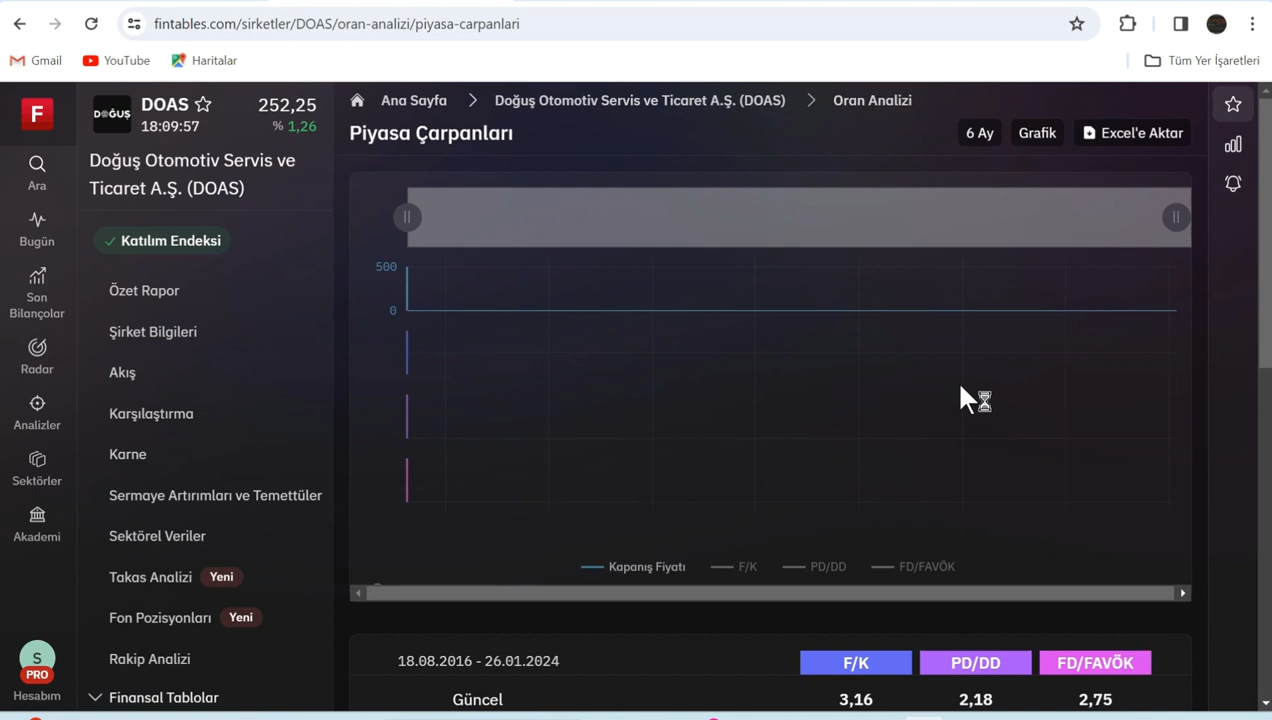 fintables.com/sirketler/DOAS/oran-analizi/piyasa-carpanlari
Gmail
YouTube
Haritalar
Tüm Yer İşaretleri
F
DOĞUŞ
DOAS
252,25
18:09:57
% 1,26
Doğuş Otomotiv Servis ve
Ticaret A.Ş. (DOAS)
Katılım Endeksi
Ara
Bugün
Son
Bilançolar
Radar
Analizler
Sektörler
Akademi
S
PRO
Hesabım
Özet Rapor
Şirket Bilgileri
Akış
Karşılaştırma
Karne
Sermaye Artırımları ve Temettüler
Sektörel Veriler
Takas Analizi Yeni
Fon Pozisyonları Yeni
Rakip Analizi
Finansal Tablolar
Ana Sayfa
Doğuş Otomotiv Servis ve Ticaret A.Ş. (DOAS)
Oran Analizi
Piyasa Çarpanları
6 Ay
Grafik
Excel'e Aktar
500
0
Kapanış Fiyatı
F/K
PD/DD
FD/FAVÖK
18.08.2016 - 26.01.2024
F/K
PD/DD
FD/FAVÖK
Güncel
3,16
2,18
2,75